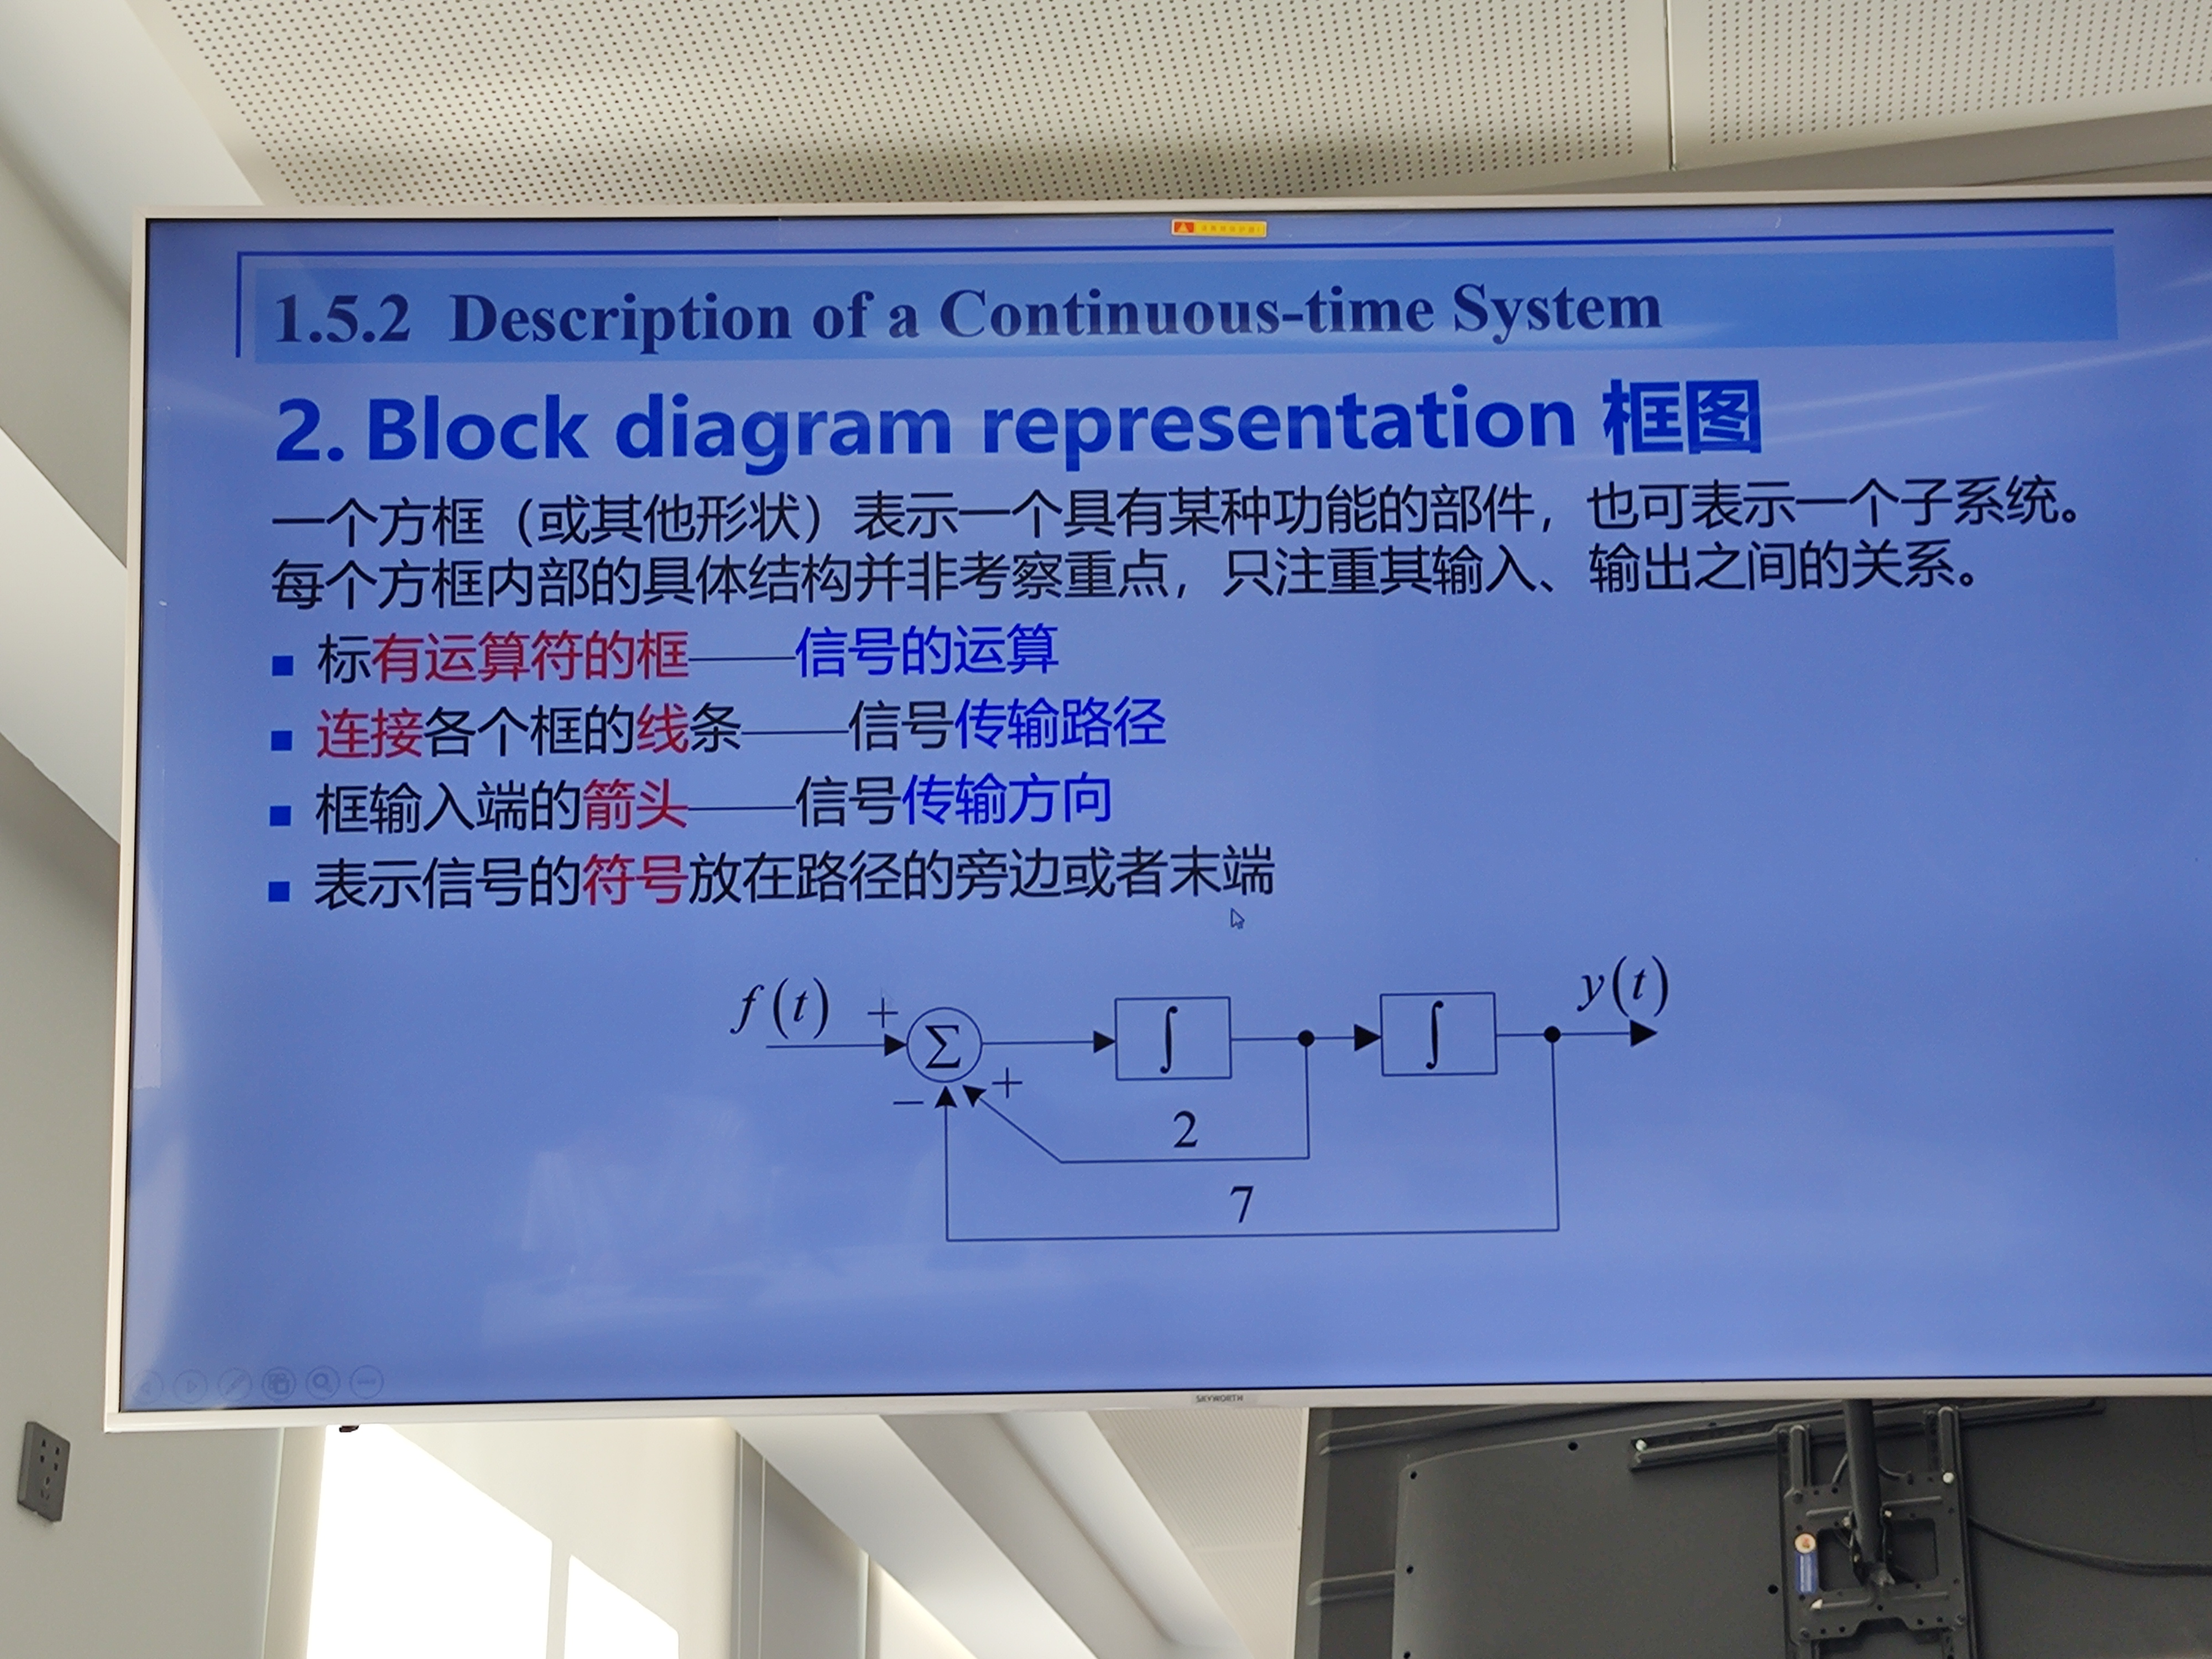 1.5.2 Description of a Continuous-time System
2. Block diagram representation 框图
一个方框（或其他形状）表示一个具有某种功能的部件，也可表示一个子系统。
每个方框内部的具体结构并非考察重点，只注重其输入、输出之间的关系。
■ 标有运算符的框——信号的运算
■ 连接各个框的线条——信号传输路径
■ 框输入端的箭头——信号传输方向
■ 表示信号的符号放在路径的旁边或者末端
f(t) + Σ ∫ ∫ y(t)
− +
2
7
SKYWORTH